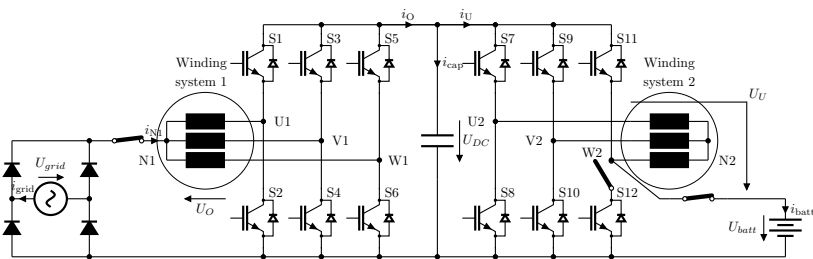 i_O
i_U
S1
S3
S5
S7
S9
S11
Winding
system 1
Winding
system 2
i_cap
U_U
U1
U2
i_N1
V1
U_DC
V2
N1
W1
W2
N2
U_grid
i_grid
U_O
S2
S4
S6
S8
S10
S12
U_batt
i_batt